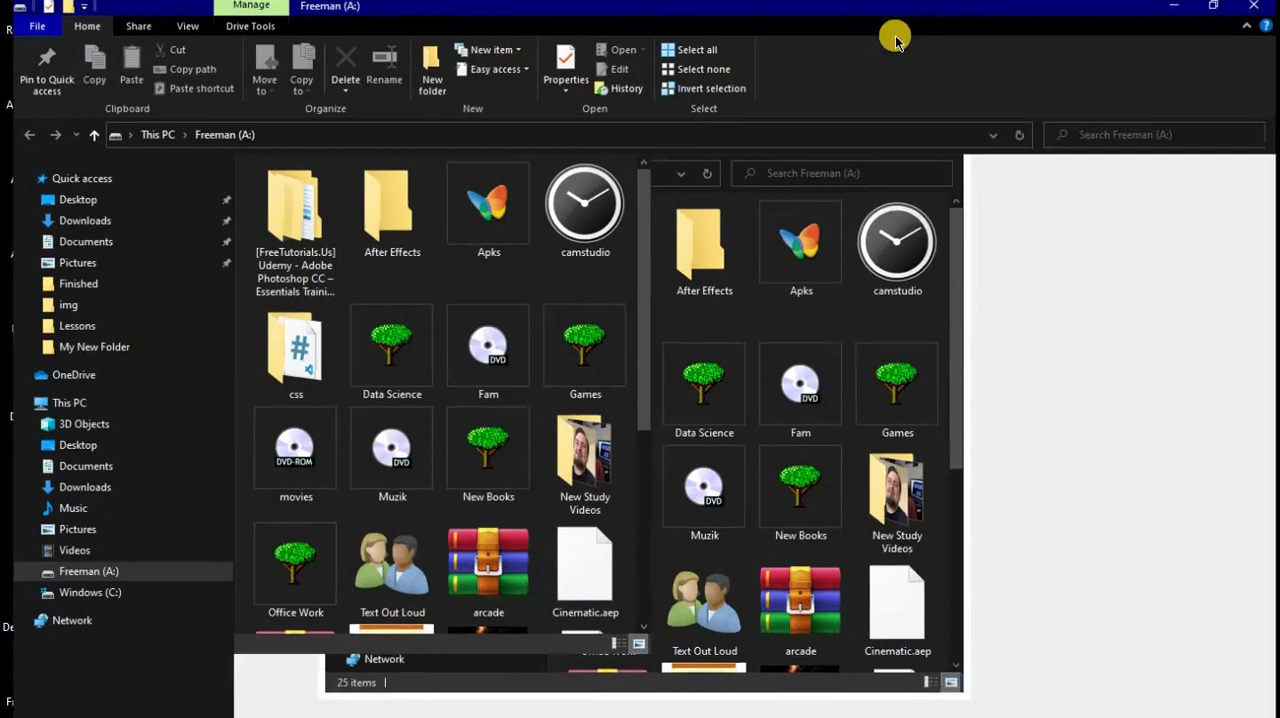 Manage
Freeman (A:)
File
Home
Share
View
Drive Tools
Pin to Quick
access
Copy
Paste
Cut
Copy path
Paste shortcut
Clipboard
Move
to
Copy
to
Delete
Rename
Organize
New
folder
New item
Easy access
New
Properties
Open
Edit
History
Open
Select all
Select none
Invert selection
Select
This PC
Freeman (A:)
Search Freeman (A:)
Quick access
Desktop
Downloads
Documents
Pictures
Finished
img
Lessons
My New Folder
OneDrive
This PC
3D Objects
Desktop
Documents
Downloads
Music
Pictures
Videos
Freeman (A:)
Windows (C:)
Network
[FreeTutorials.Us]
Udemy - Adobe
Photoshop CC –
Essentials Traini...
After Effects
Apks
camstudio
css
Data Science
DVD
Fam
Games
DVD-ROM
movies
DVD
Muzik
New Books
New Study
Videos
Office Work
Text Out Loud
arcade
Cinematic.aep
Search Freeman (A:)
After Effects
Apks
camstudio
Data Science
DVD
Fam
Games
DVD
Muzik
New Books
New Study
Videos
Text Out Loud
arcade
Cinematic.aep
Network
25 items